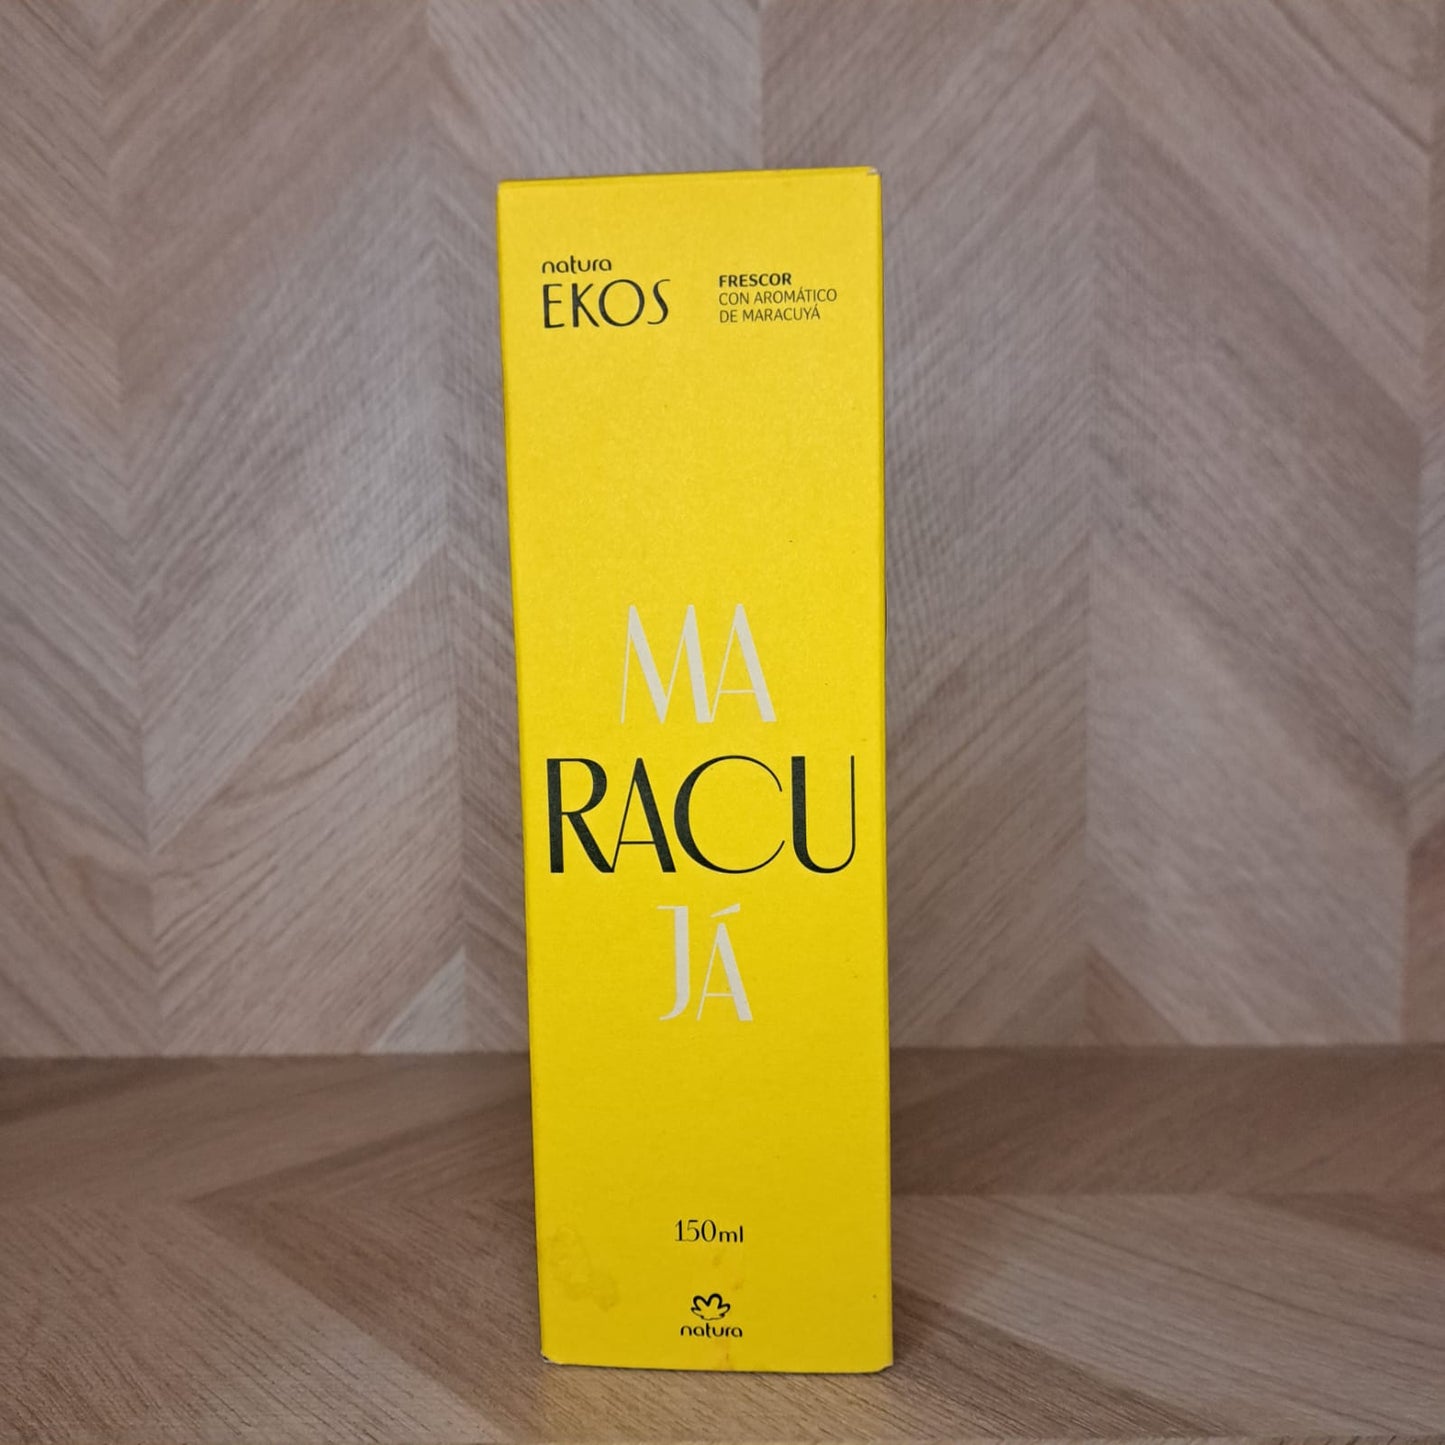 natura
EKOS
FRESCOR
CON AROMÁTICO
DE MARACUYÁ
MA
RACU
JÁ
150ml
natura